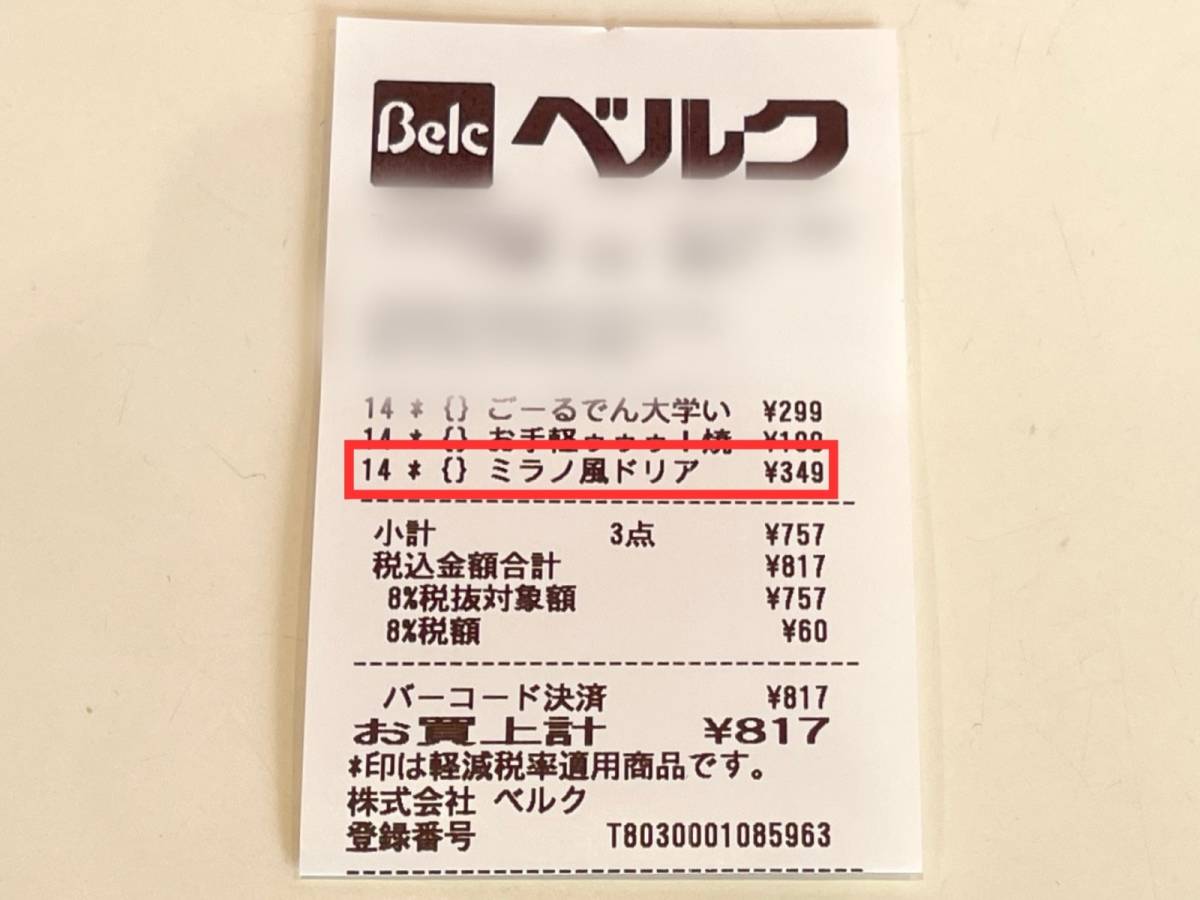 Belc ベルク
14 * {} ごーるでん大学い ¥299
14 * {} お手軽
14 * {} ミラノ風ドリア ¥349
小計 3点 ¥757
税込金額合計 ¥817
8%税抜対象額 ¥757
8%税額 ¥60
バーコード決済 ¥817
お買上計 ¥817
*印は軽減税率適用商品です。
株式会社 ベルク
登録番号 T8030001085963